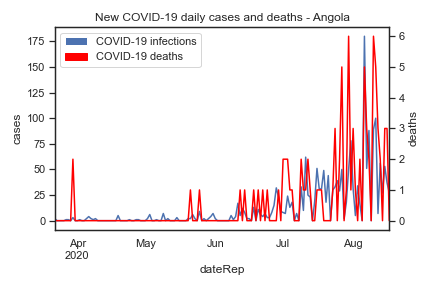 New COVID-19 daily cases and deaths - Angola
COVID-19 infections
COVID-19 deaths
175
150
125
100
75
50
25
0
cases
6
5
4
3
2
1
0
deaths
Apr May Jun Jul Aug
2020
dateRep